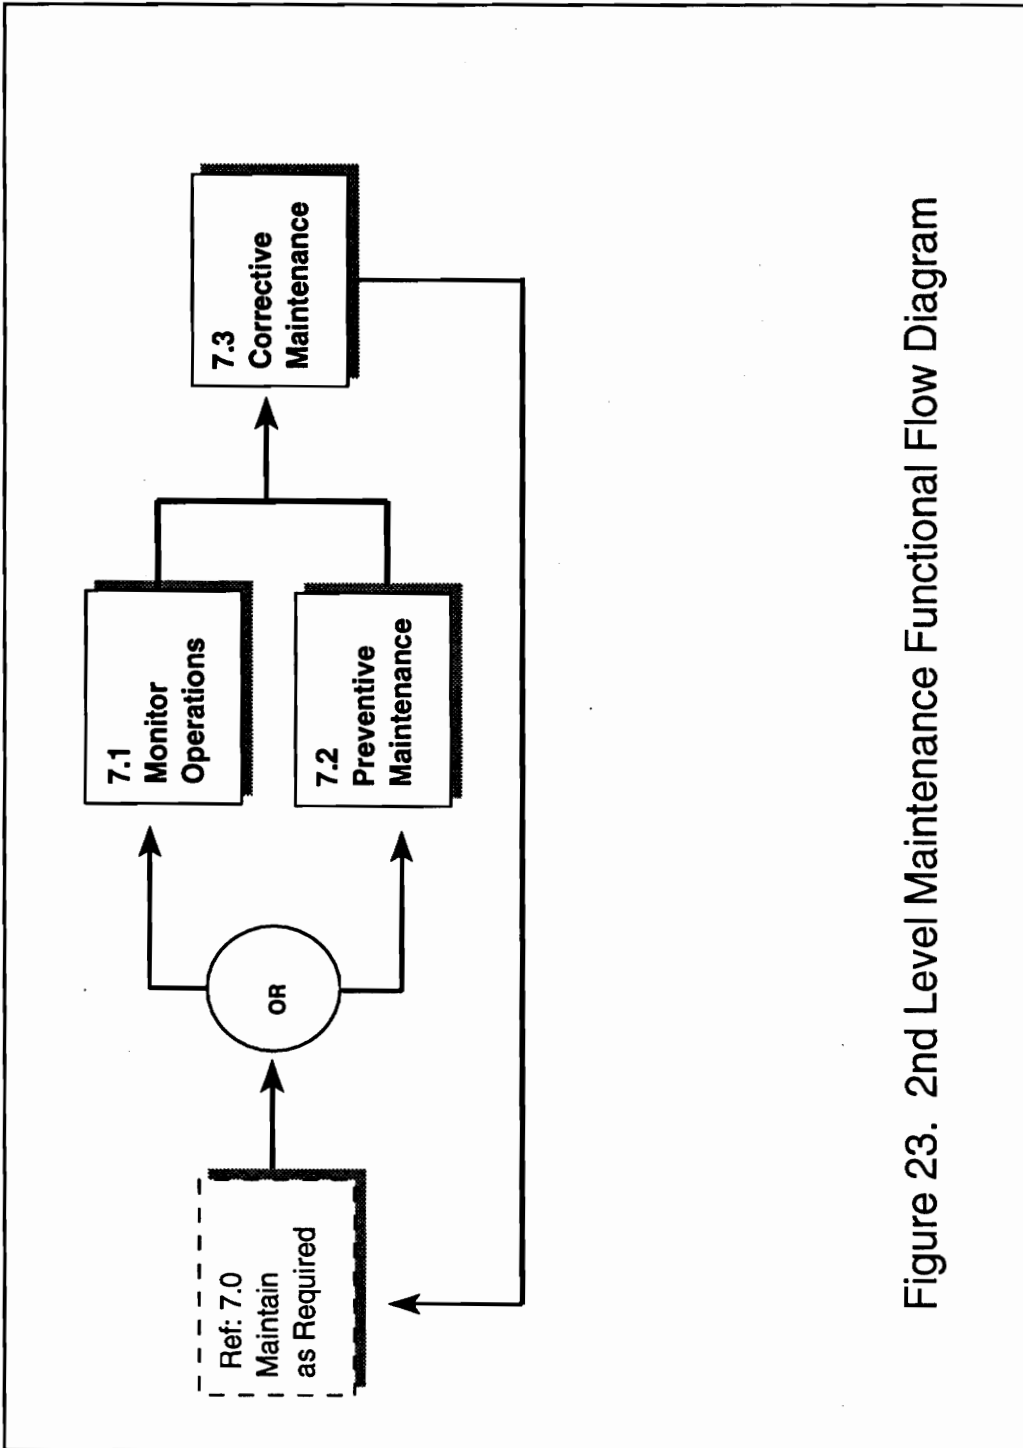 Ref: 7.0
Maintain
as Required
OR
7.1
Monitor
Operations
7.2
Preventive
Maintenance
7.3
Corrective
Maintenance
Figure 23. 2nd Level Maintenance Functional Flow Diagram